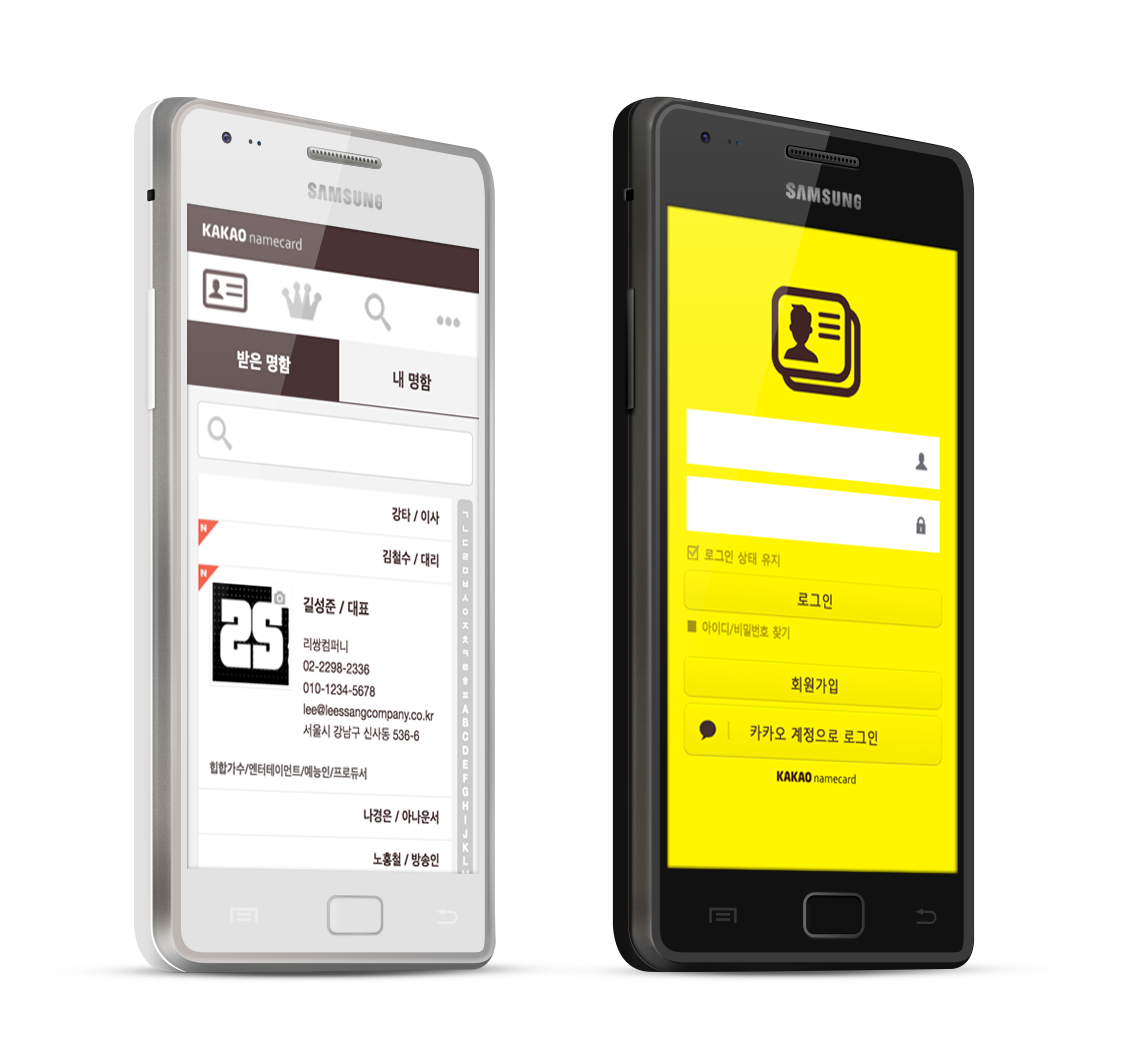 SAMSUNG
KAKAO namecard
받은 명함
내 명함
강타 / 이사
N
김철수 / 대리
N
25
길성준 / 대표
리쌍컴퍼니
02-2298-2336
010-1234-5678
lee@leessangcompany.co.kr
서울시 강남구 신사동 536-6
힙합가수/엔터테이먼트/예능인/프로듀서
나경은 / 아나운서
노홍철 / 방송인
ㄱ
ㄴ
ㄷ
ㄹ
ㅁ
ㅂ
ㅅ
ㅇ
ㅈ
ㅊ
ㅋ
ㅌ
ㅎ
ㅍ
A
B
C
D
E
F
G
H
I
J
K
L
SAMSUNG
로그인 상태 유지
로그인
아이디/비밀번호 찾기
회원가입
카카오 계정으로 로그인
KAKAO namecard